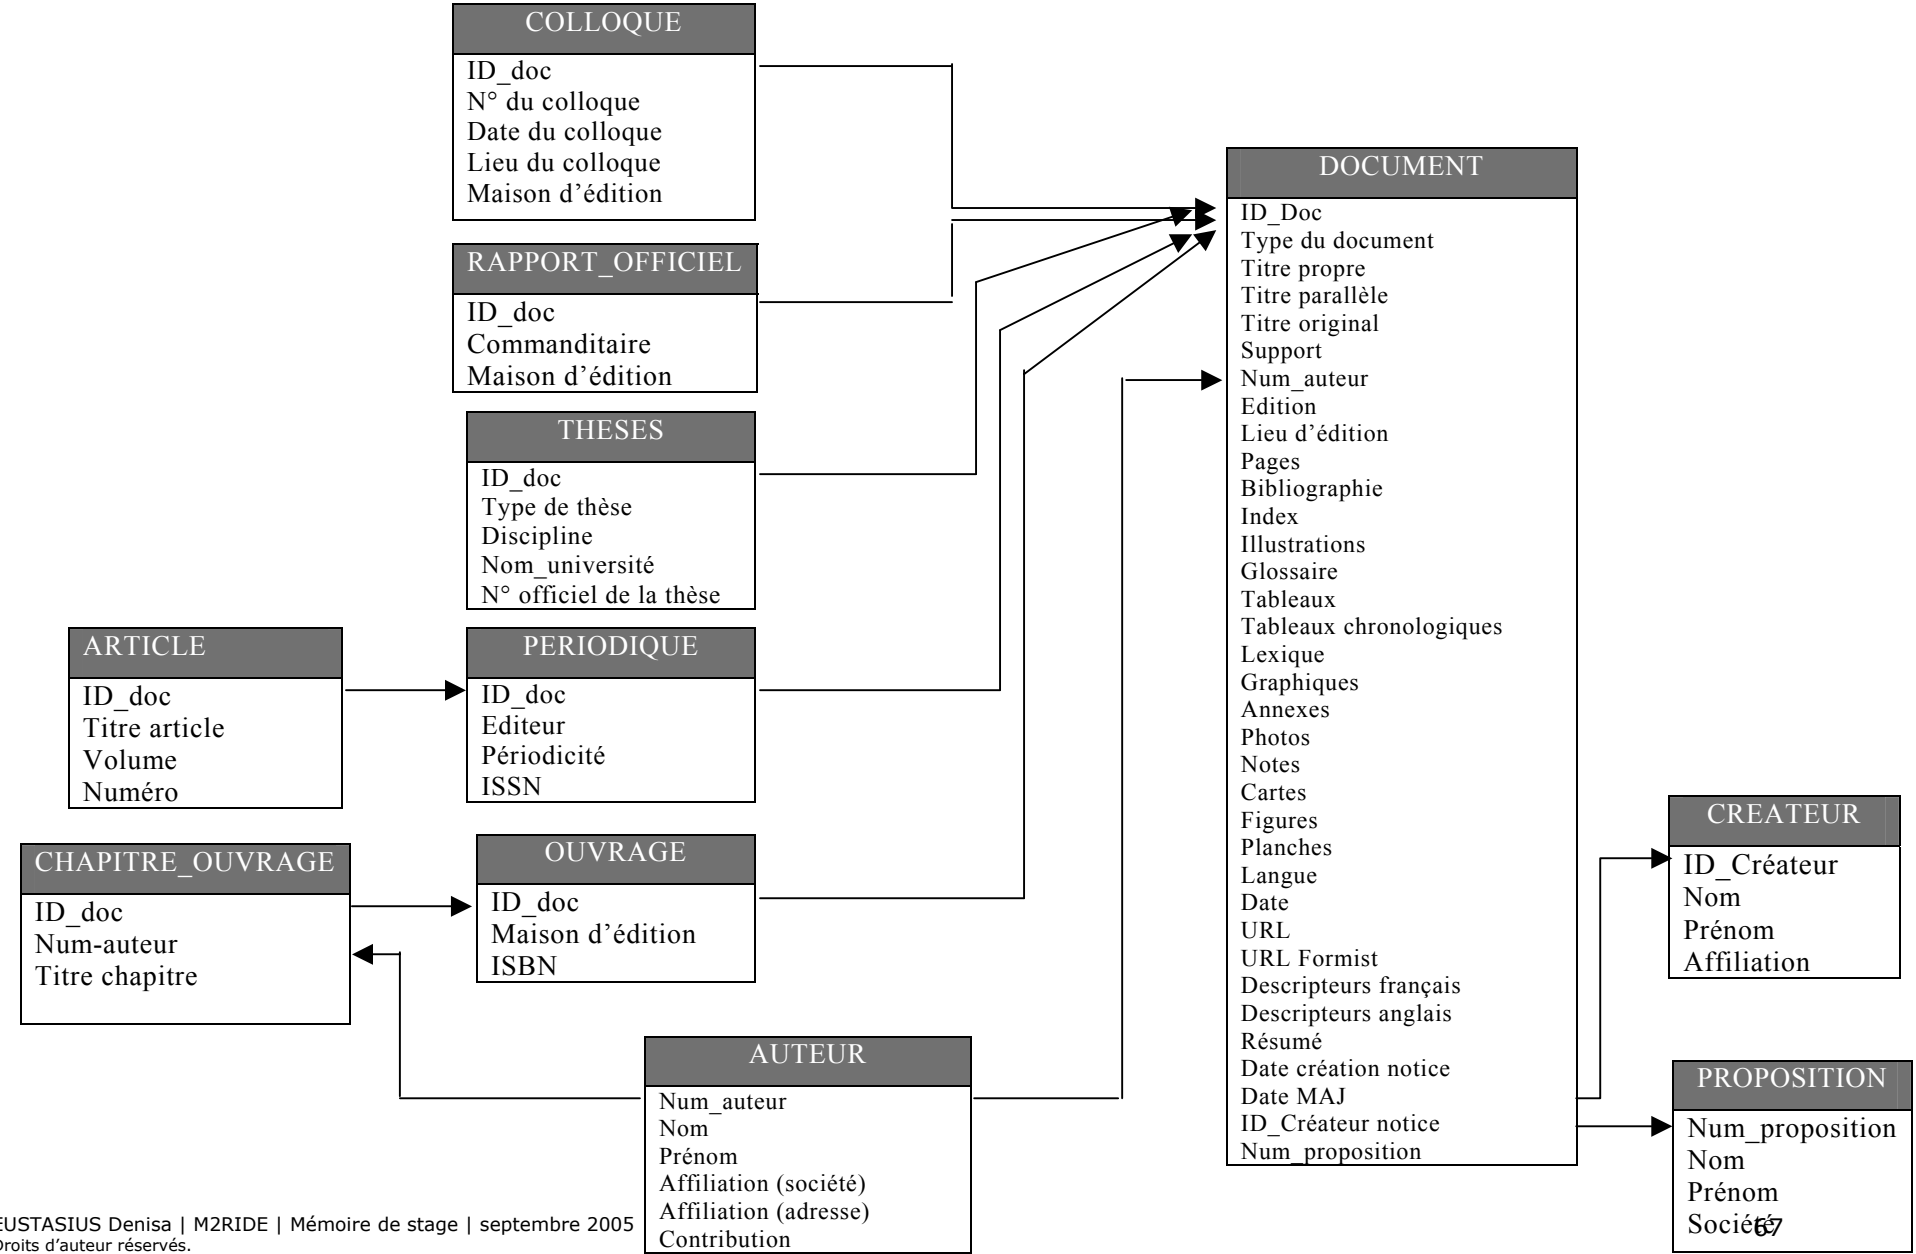 COLLOQUE
ID_doc
N° du colloque
Date du colloque
Lieu du colloque
Maison d’édition
RAPPORT_OFFICIEL
ID_doc
Commanditaire
Maison d’édition
THESES
ID_doc
Type de thèse
Discipline
Nom_université
N° officiel de la thèse
ARTICLE
ID_doc
Titre article
Volume
Numéro
PERIODIQUE
ID_doc
Editeur
Périodicité
ISSN
CHAPITRE_OUVRAGE
ID_doc
Num-auteur
Titre chapitre
OUVRAGE
ID_doc
Maison d’édition
ISBN
AUTEUR
Num_auteur
Nom
Prénom
Affiliation (société)
Affiliation (adresse)
Contribution
DOCUMENT
ID_Doc
Type du document
Titre propre
Titre parallèle
Titre original
Support
Num_auteur
Edition
Lieu d’édition
Pages
Bibliographie
Index
Illustrations
Glossaire
Tableaux
Tableaux chronologiques
Lexique
Graphiques
Annexes
Photos
Notes
Cartes
Figures
Planches
Langue
Date
URL
URL Formist
Descripteurs français
Descripteurs anglais
Résumé
Date création notice
Date MAJ
ID_Créateur notice
Num_proposition
CREATEUR
ID_Créateur
Nom
Prénom
Affiliation
PROPOSITION
Num_proposition
Nom
Prénom
Société
67
EUSTASIUS Denisa | M2RIDE | Mémoire de stage | septembre 2005
Droits d’auteur réservés.